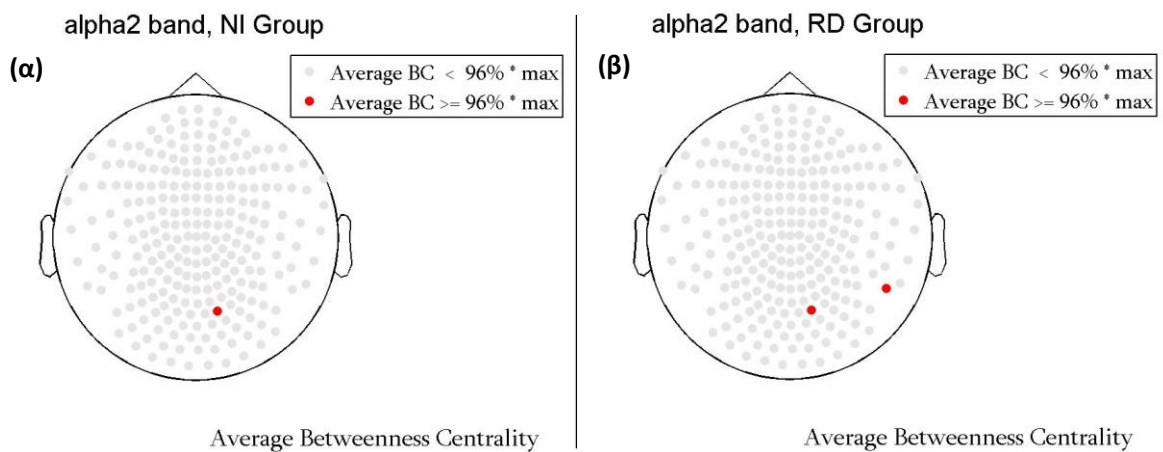 alpha2 band, NI Group
(α)
Average BC < 96% * max
Average BC >= 96% * max
Average Betweenness Centrality
alpha2 band, RD Group
(β)
Average BC < 96% * max
Average BC >= 96% * max
Average Betweenness Centrality